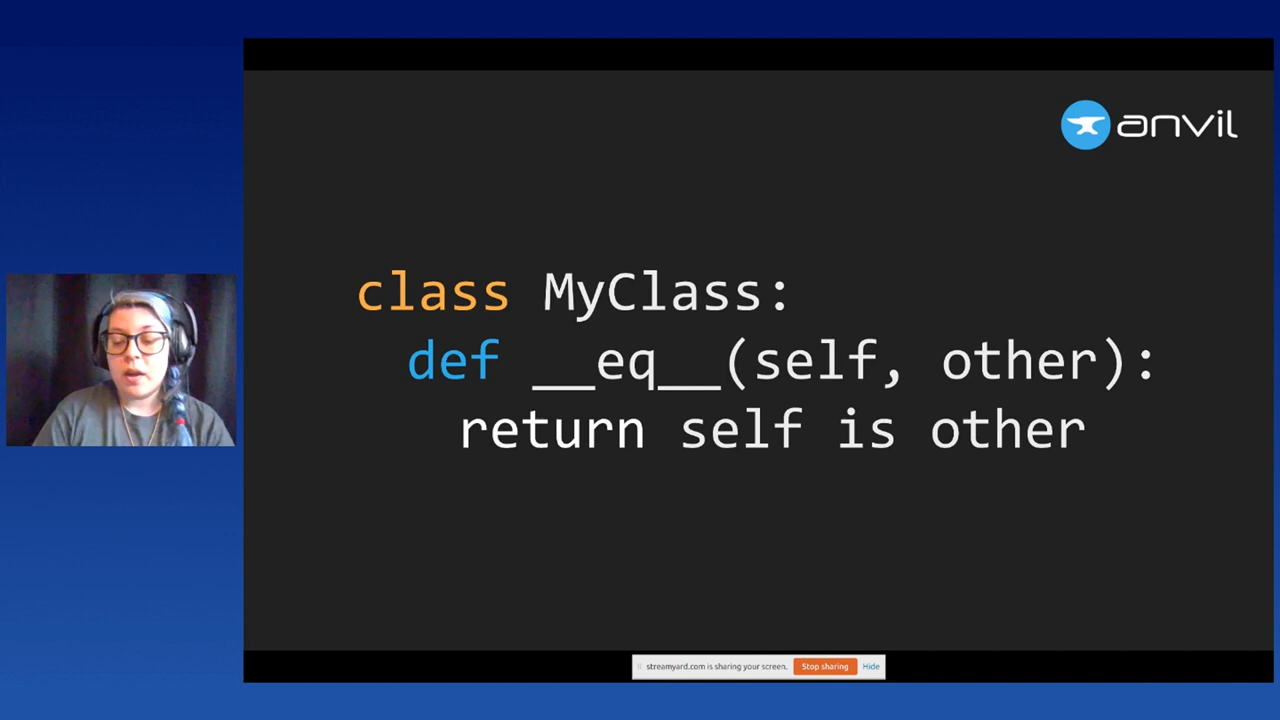 anvil
class MyClass:
def __eq__(self, other):
return self is other
streamyard.com is sharing your screen.
Stop sharing
Hide